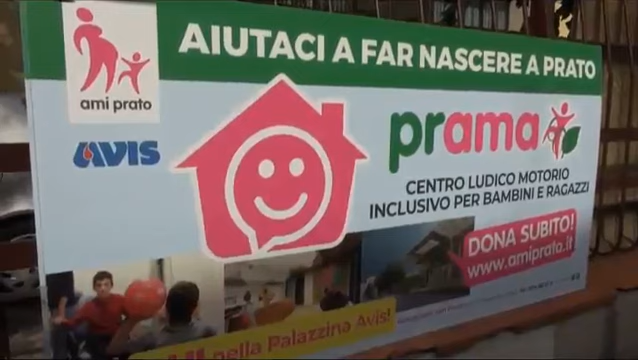 AIUTACI A FAR NASCERE A PRATO
ami prato
AVIS
prama
CENTRO LUDICO MOTORIO
INCLUSIVO PER BAMBINI E RAGAZZI
DONA SUBITO!
www.amiprato.it
nella Palazzina Avis!